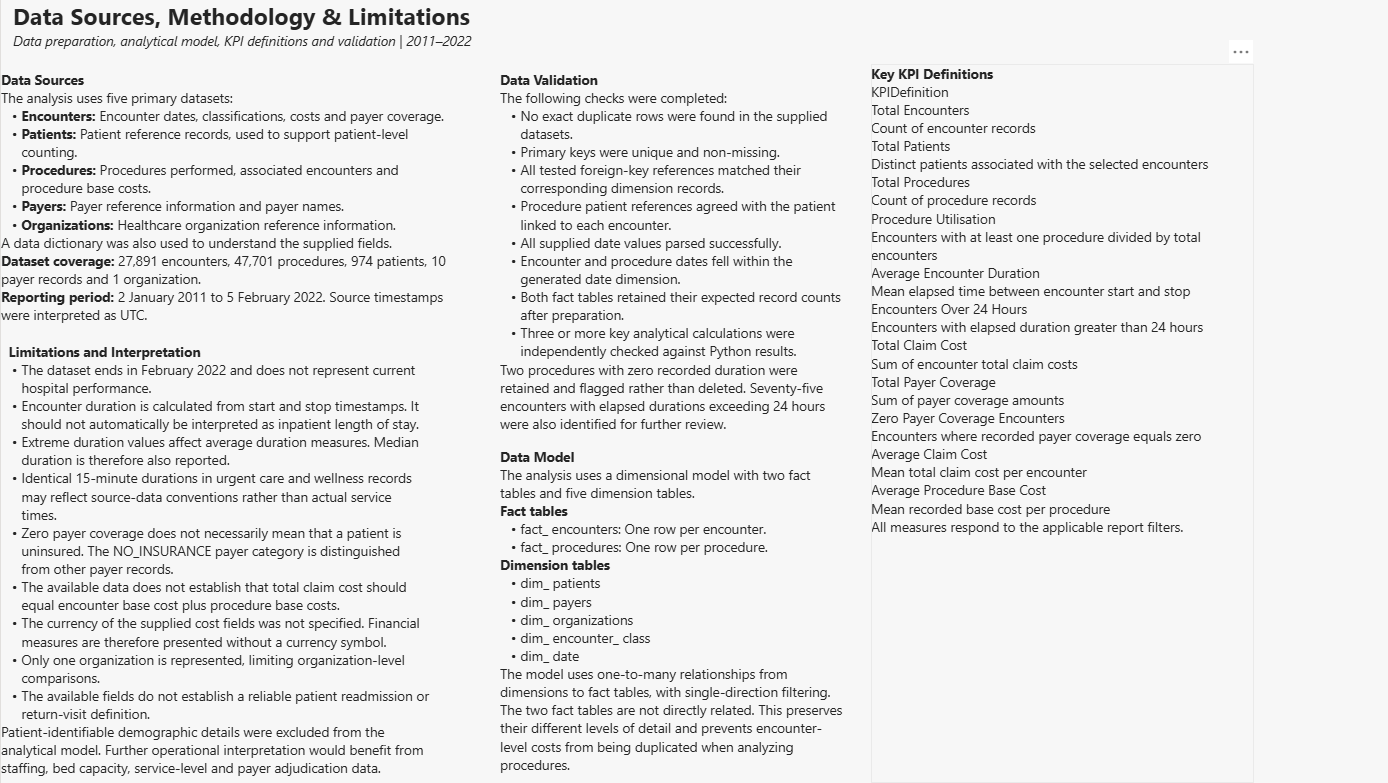 Data Sources, Methodology & Limitations
Data preparation, analytical model, KPI definitions and validation | 2011–2022
Data Sources
The analysis uses five primary datasets:
• Encounters: Encounter dates, classifications, costs and payer coverage.
• Patients: Patient reference records, used to support patient-level
counting.
• Procedures: Procedures performed, associated encounters and
procedure base costs.
• Payers: Payer reference information and payer names.
• Organizations: Healthcare organization reference information.
A data dictionary was also used to understand the supplied fields.
Dataset coverage: 27,891 encounters, 47,701 procedures, 974 patients, 10
payer records and 1 organization.
Reporting period: 2 January 2011 to 5 February 2022. Source timestamps
were interpreted as UTC.
Limitations and Interpretation
• The dataset ends in February 2022 and does not represent current
hospital performance.
• Encounter duration is calculated from start and stop timestamps. It
should not automatically be interpreted as inpatient length of stay.
• Extreme duration values affect average duration measures. Median
duration is therefore also reported.
• Identical 15-minute durations in urgent care and wellness records
may reflect source-data conventions rather than actual service
times.
• Zero payer coverage does not necessarily mean that a patient is
uninsured. The NO_INSURANCE payer category is distinguished
from other payer records.
• The available data does not establish that total claim cost should
equal encounter base cost plus procedure base costs.
• The currency of the supplied cost fields was not specified. Financial
measures are therefore presented without a currency symbol.
• Only one organization is represented, limiting organization-level
comparisons.
• The available fields do not establish a reliable patient readmission or
return-visit definition.
Patient-identifiable demographic details were excluded from the
analytical model. Further operational interpretation would benefit from
staffing, bed capacity, service-level and payer adjudication data.
Data Validation
The following checks were completed:
• No exact duplicate rows were found in the supplied
datasets.
• Primary keys were unique and non-missing.
• All tested foreign-key references matched their
corresponding dimension records.
• Procedure patient references agreed with the patient
linked to each encounter.
• All supplied date values parsed successfully.
• Encounter and procedure dates fell within the
generated date dimension.
• Both fact tables retained their expected record counts
after preparation.
• Three or more key analytical calculations were
independently checked against Python results.
Two procedures with zero recorded duration were
retained and flagged rather than deleted. Seventy-five
encounters with elapsed durations exceeding 24 hours
were also identified for further review.
Data Model
The analysis uses a dimensional model with two fact
tables and five dimension tables.
Fact tables
• fact_ encounters: One row per encounter.
• fact_ procedures: One row per procedure.
Dimension tables
• dim_ patients
• dim_ payers
• dim_ organizations
• dim_ encounter_ class
• dim_ date
The model uses one-to-many relationships from
dimensions to fact tables, with single-direction filtering.
The two fact tables are not directly related. This preserves
their different levels of detail and prevents encounter-
level costs from being duplicated when analyzing
procedures.
Key KPI Definitions
KPIDefinition
Total Encounters
Count of encounter records
Total Patients
Distinct patients associated with the selected encounters
Total Procedures
Count of procedure records
Procedure Utilisation
Encounters with at least one procedure divided by total
encounters
Average Encounter Duration
Mean elapsed time between encounter start and stop
Encounters Over 24 Hours
Encounters with elapsed duration greater than 24 hours
Total Claim Cost
Sum of encounter total claim costs
Total Payer Coverage
Sum of payer coverage amounts
Zero Payer Coverage Encounters
Encounters where recorded payer coverage equals zero
Average Claim Cost
Mean total claim cost per encounter
Average Procedure Base Cost
Mean recorded base cost per procedure
All measures respond to the applicable report filters.